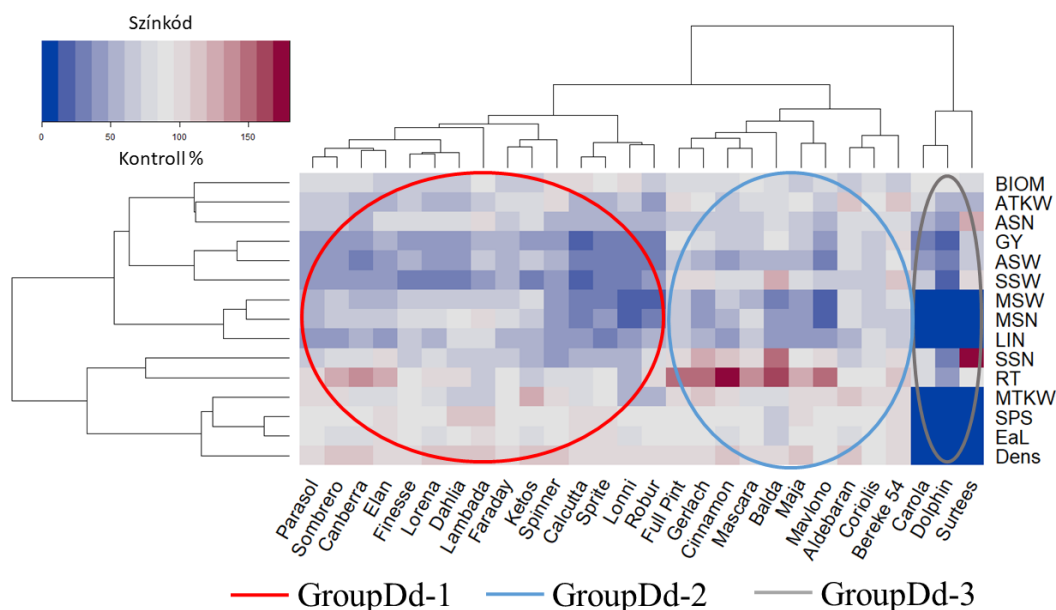 Színkód
0 50 100 150
Kontroll %
BIOM
ATKW
ASN
GY
ASW
SSW
MSW
MSN
LIN
SSN
RT
MTKW
SPS
EaL
Dens
Parasol
Sombrero
Canberra
Elan
Finesse
Lorena
Dahlia
Lambada
Faraday
Ketos
Spinner
Calcutta
Sprite
Lonni
Robur
Full Pint
Gerlach
Cinnamon
Mascara
Balda
Maja
Mavlono
Aldebaran
Coriolis
Bereke 54
Carola
Dolphin
Surtees
GroupDd-1 GroupDd-2 GroupDd-3